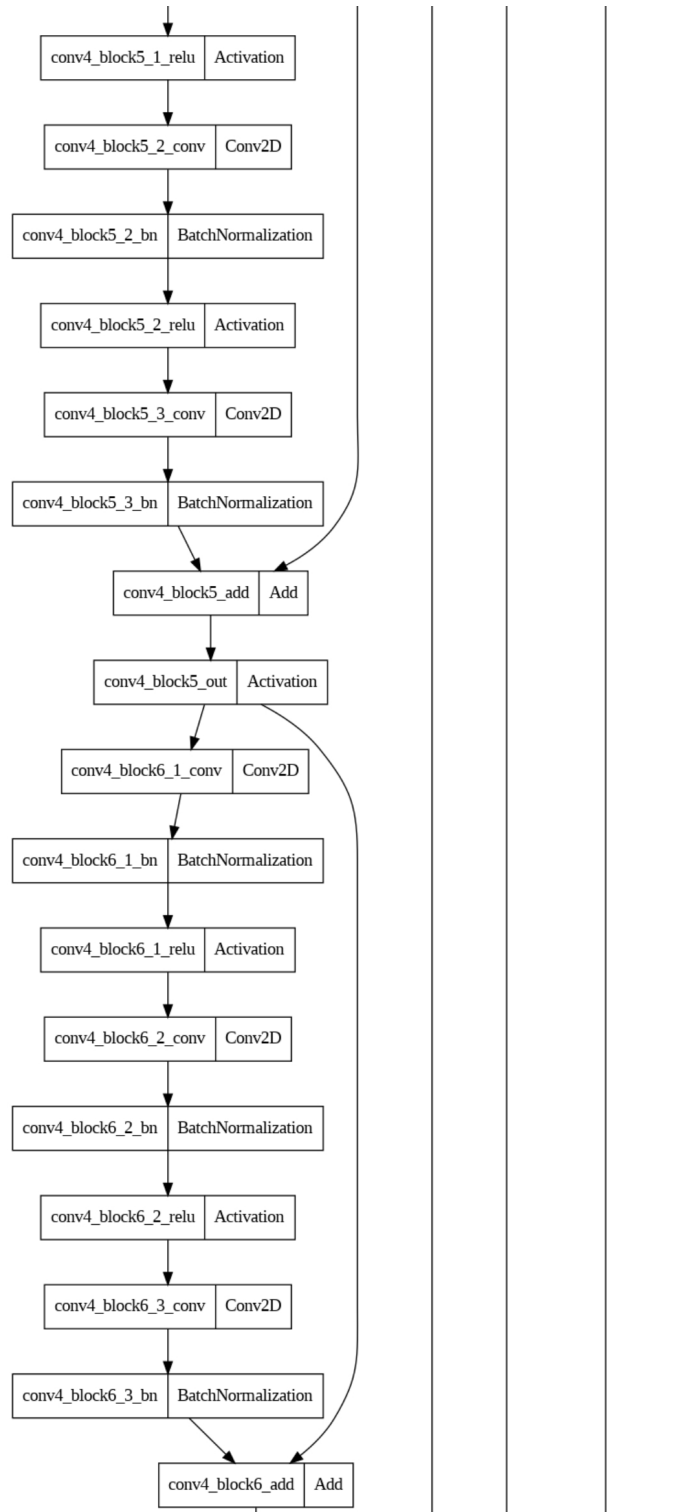 conv4_block5_1_relu Activation
conv4_block5_2_conv Conv2D
conv4_block5_2_bn BatchNormalization
conv4_block5_2_relu Activation
conv4_block5_3_conv Conv2D
conv4_block5_3_bn BatchNormalization
conv4_block5_add Add
conv4_block5_out Activation
conv4_block6_1_conv Conv2D
conv4_block6_1_bn BatchNormalization
conv4_block6_1_relu Activation
conv4_block6_2_conv Conv2D
conv4_block6_2_bn BatchNormalization
conv4_block6_2_relu Activation
conv4_block6_3_conv Conv2D
conv4_block6_3_bn BatchNormalization
conv4_block6_add Add